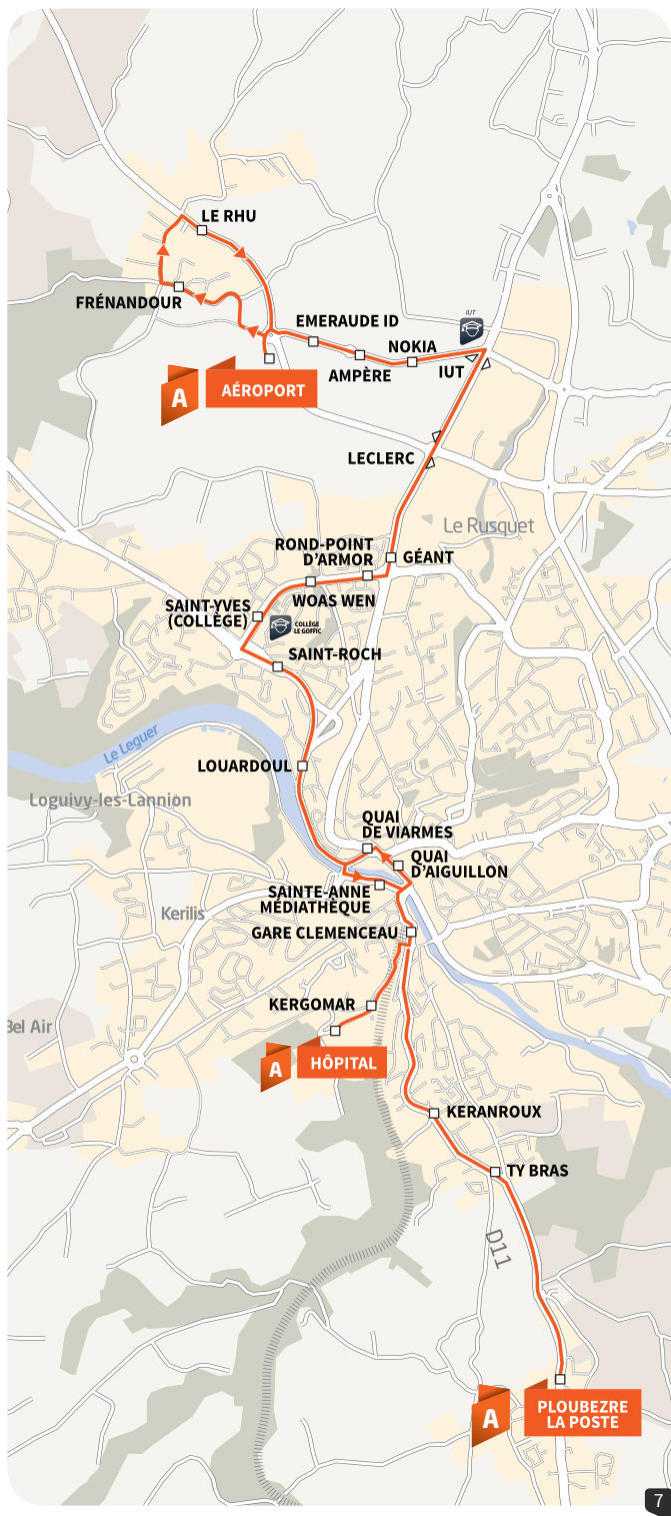 LE RHU
FRÉNANDOUR
EMERAUDE ID
IUT
NOKIA
AMPÈRE
IUT
A
AÉROPORT
LECLERC
Le Rusquet
ROND-POINT
D'ARMOR
GÉANT
WOAS WEN
SAINT-YVES
(COLLÈGE)
COLLÈGE
LE GOFFIC
SAINT-ROCH
Le Leguer
LOUARDOUL
Loguivy-les-Lannion
QUAI
DE VIARMES
QUAI
D'AIGUILLON
SAINTE-ANNE
MÉDIATHÈQUE
Kerilis
GARE CLEMENCEAU
KERGOMAR
Bel Air
A
HÔPITAL
KERANROUX
TY BRAS
D11
A
PLOUBEZRE
LA POSTE
7